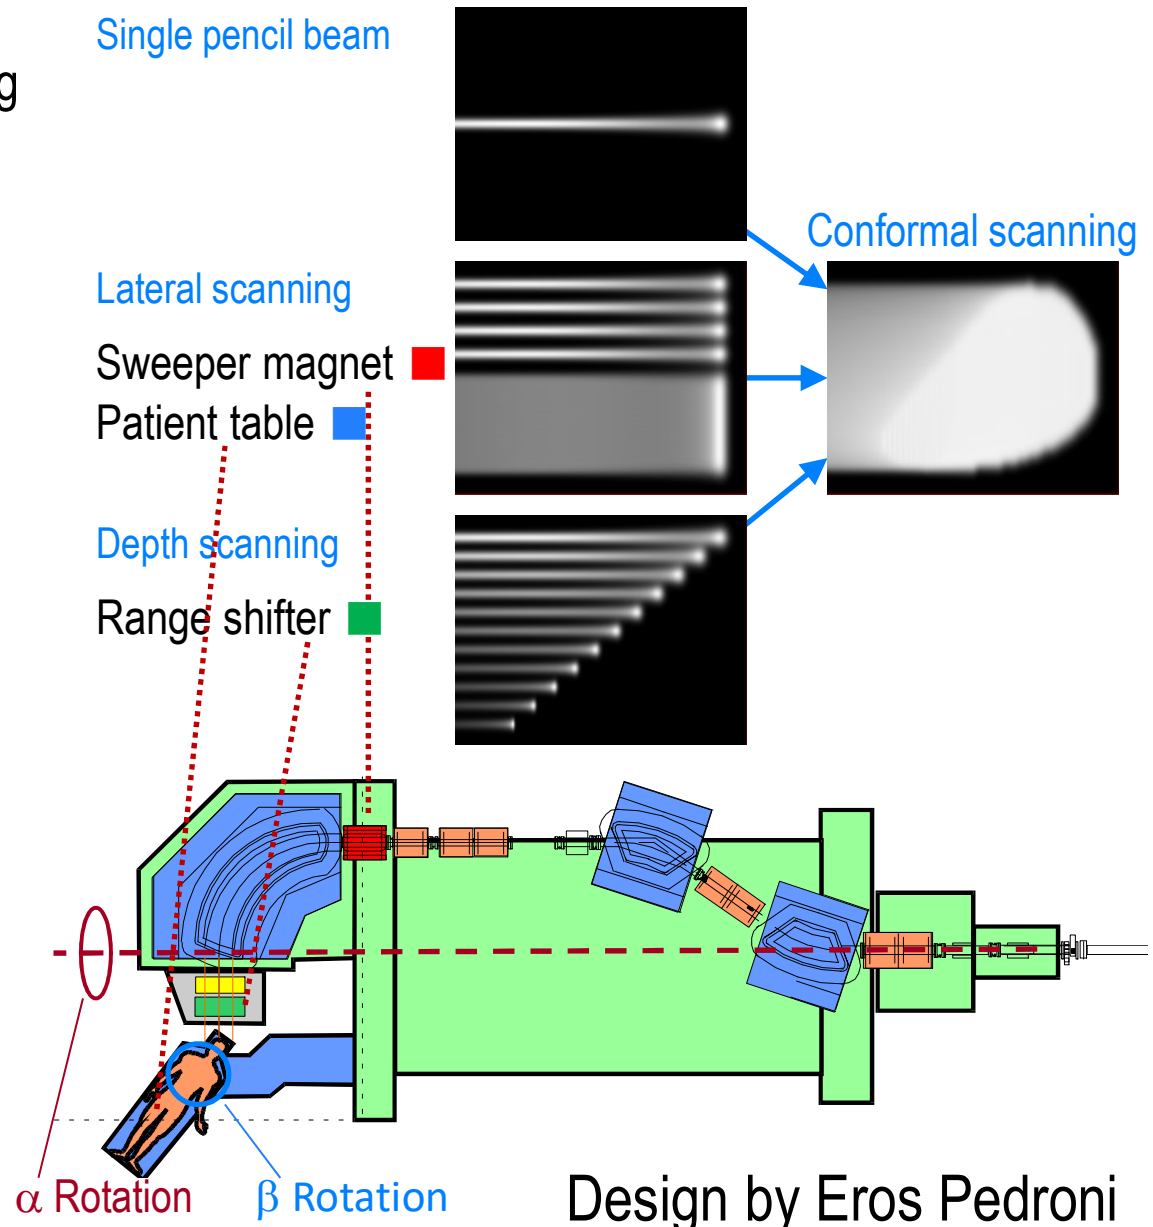 Single pencil beam
g
Conformal scanning
Lateral scanning
Sweeper magnet
Patient table
Depth scanning
Range shifter
α Rotation
β Rotation
Design by Eros Pedroni